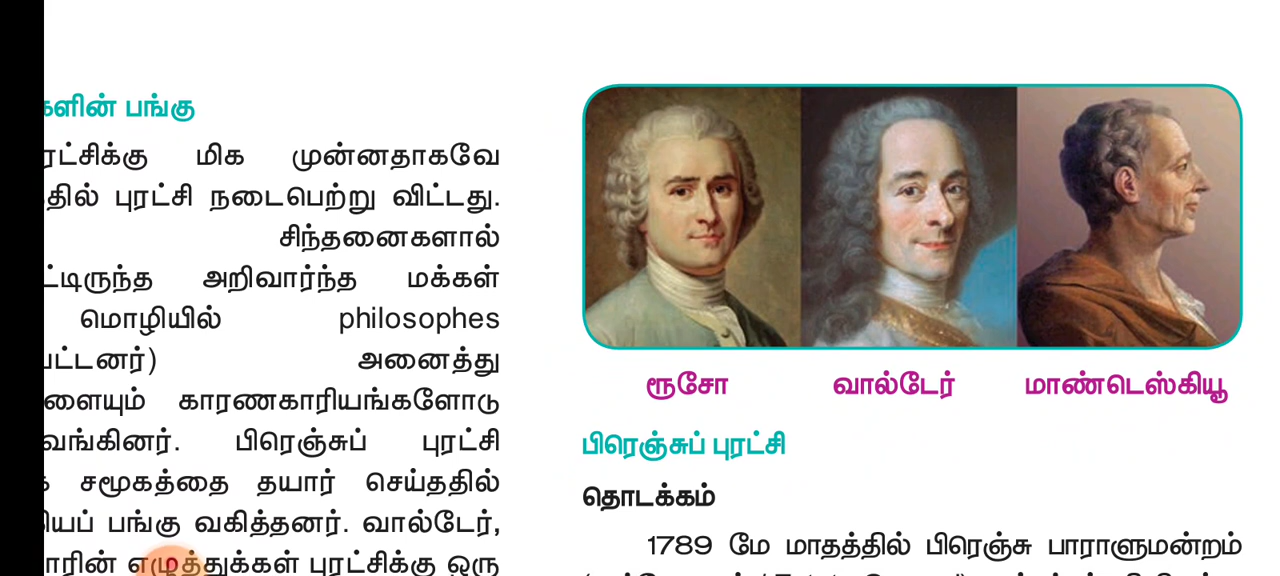 களின் பங்கு
ரட்சிக்கு மிக முன்னதாகவே
தில் புரட்சி நடைபெற்று விட்டது.
சிந்தனைகளால்
ட்டிருந்த அறிவார்ந்த மக்கள்
மொழியில் philosophes
பட்டனர்) அனைத்து
ளையும் காரணகாரியங்களோடு
வங்கினர். பிரெஞ்சுப் புரட்சி
சமூகத்தை தயார் செய்ததில்
கியப் பங்கு வகித்தனர். வால்டேர்,
ாரின் எழுத்துக்கள் புரட்சிக்கு ஒரு
ரூசோ வால்டேர் மாண்டெஸ்கியூ
பிரெஞ்சுப் புரட்சி
தொடக்கம்
1789 மே மாதத்தில் பிரெஞ்சு பாராளுமன்றம்